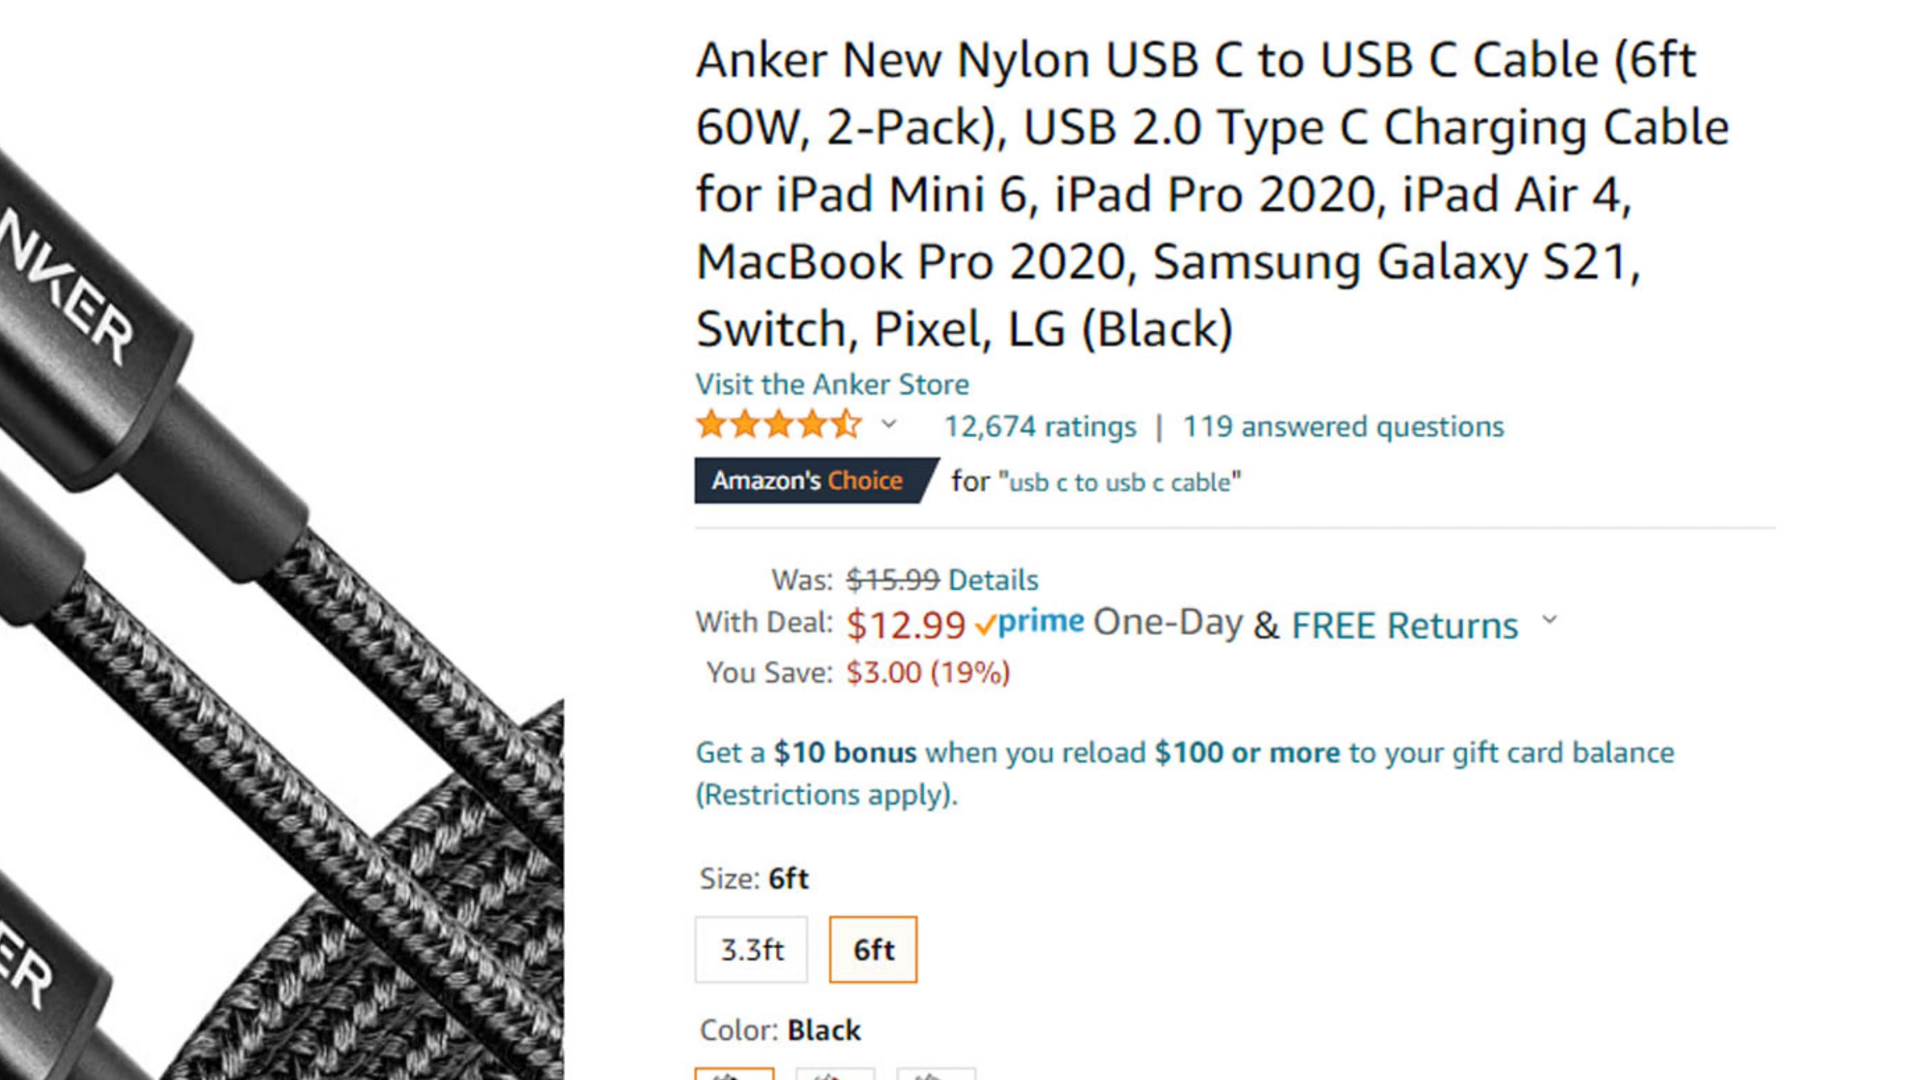 Anker New Nylon USB C to USB C Cable (6ft
60W, 2-Pack), USB 2.0 Type C Charging Cable
for iPad Mini 6, iPad Pro 2020, iPad Air 4,
MacBook Pro 2020, Samsung Galaxy S21,
Switch, Pixel, LG (Black)
Visit the Anker Store
12,674 ratings | 119 answered questions
Amazon's Choice for "usb c to usb c cable"
Was: $15.99 Details
With Deal: $12.99 prime One-Day & FREE Returns
You Save: $3.00 (19%)
Get a $10 bonus when you reload $100 or more to your gift card balance
(Restrictions apply).
Size: 6ft
3.3ft 6ft
Color: Black
NKER
ER